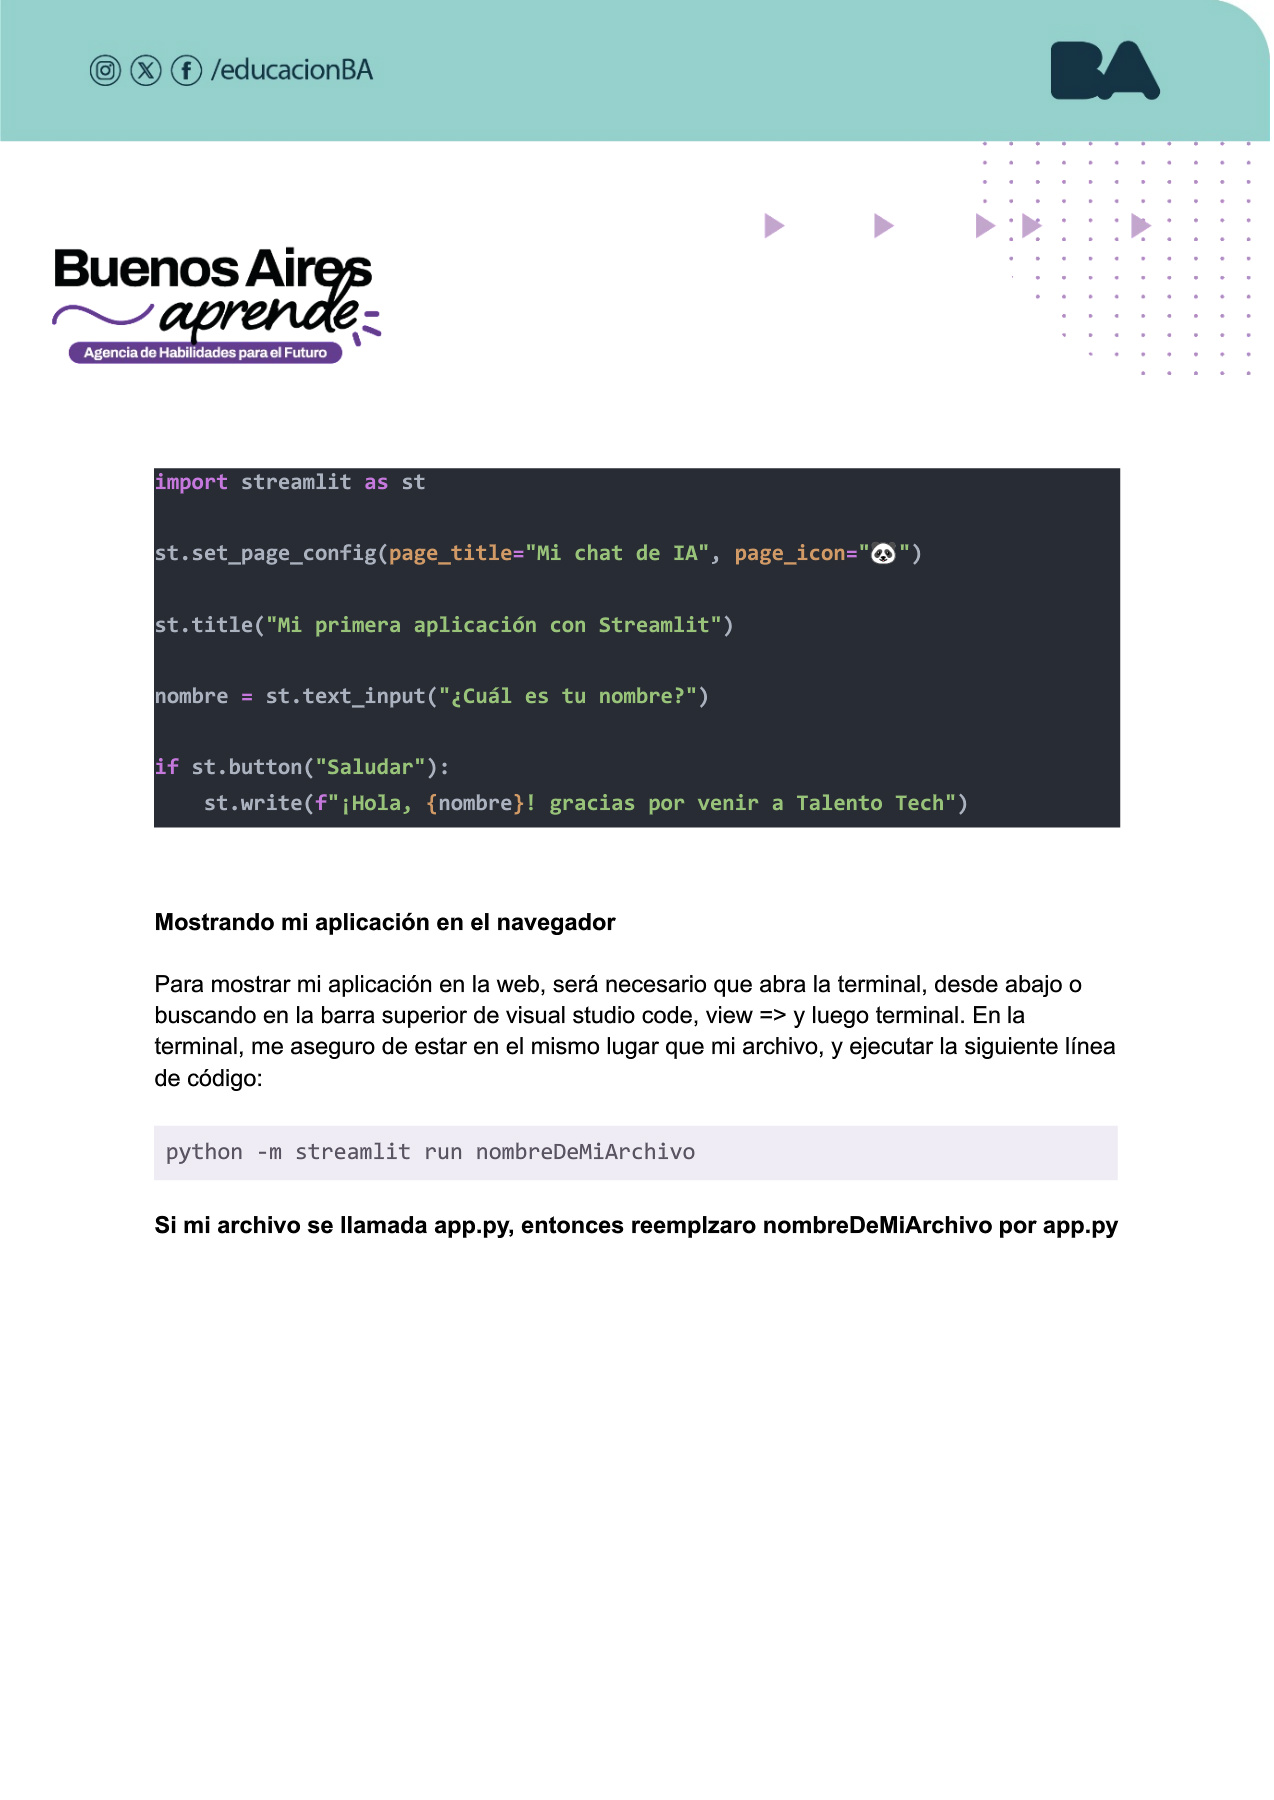 /educacionBA
BA
Buenos Aires
aprende
Agencia de Habilidades para el Futuro
import streamlit as st
st.set_page_config(page_title="Mi chat de IA", page_icon="🐼")
st.title("Mi primera aplicación con Streamlit")
nombre = st.text_input("¿Cuál es tu nombre?")
if st.button("Saludar"):
    st.write(f"¡Hola, {nombre}! gracias por venir a Talento Tech")
Mostrando mi aplicación en el navegador
Para mostrar mi aplicación en la web, será necesario que abra la terminal, desde abajo o
buscando en la barra superior de visual studio code, view => y luego terminal. En la
terminal, me aseguro de estar en el mismo lugar que mi archivo, y ejecutar la siguiente línea
de código:
python -m streamlit run nombreDeMiArchivo
Si mi archivo se llamada app.py, entonces reemplzaro nombreDeMiArchivo por app.py